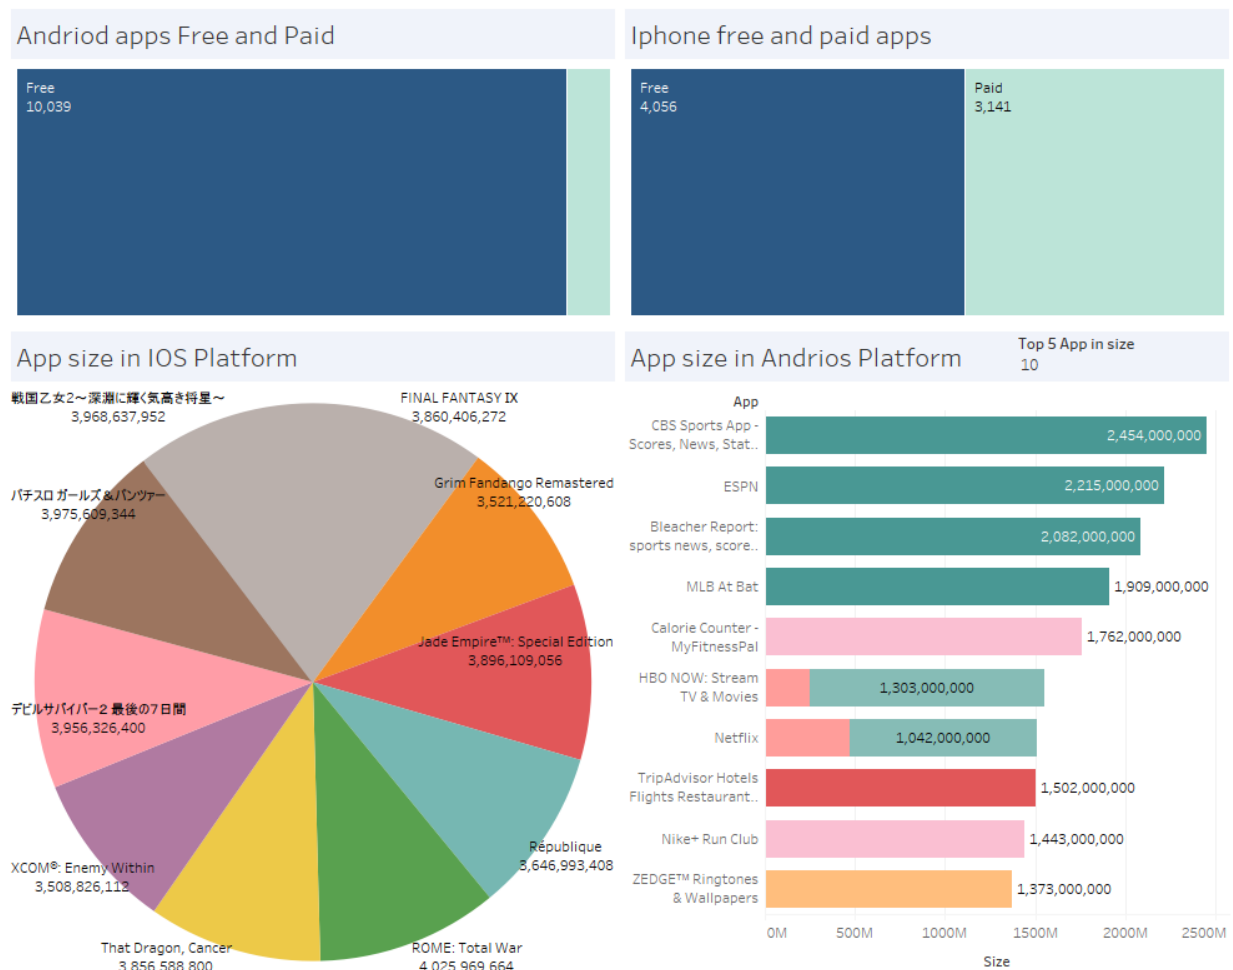 Andriod apps Free and Paid
Free
10,039
Iphone free and paid apps
Free
4,056
Paid
3,141
App size in IOS Platform
戦国乙女2～深淵に輝く気高き将星～
3,968,637,952
FINAL FANTASY IX
3,860,406,272
パチスロ ガールズ＆パンツァー
3,975,609,344
Grim Fandango Remastered
3,521,220,608
Jade Empire™: Special Edition
3,896,109,056
デビルサバイバー2 最後の7日間
3,956,326,400
République
3,646,993,408
XCOM®: Enemy Within
3,508,826,112
That Dragon, Cancer
3,856,588,800
ROME: Total War
4,025,969,664
App size in Andrios Platform
Top 5 App in size
10
App
CBS Sports App -
Scores, News, Stat..
2,454,000,000
ESPN
2,215,000,000
Bleacher Report:
sports news, score..
2,082,000,000
MLB At Bat
1,909,000,000
Calorie Counter -
MyFitnessPal
1,762,000,000
HBO NOW: Stream
TV & Movies
1,303,000,000
Netflix
1,042,000,000
TripAdvisor Hotels
Flights Restaurant..
1,502,000,000
Nike+ Run Club
1,443,000,000
ZEDGE™ Ringtones
& Wallpapers
1,373,000,000
0M 500M 1000M 1500M 2000M 2500M
Size